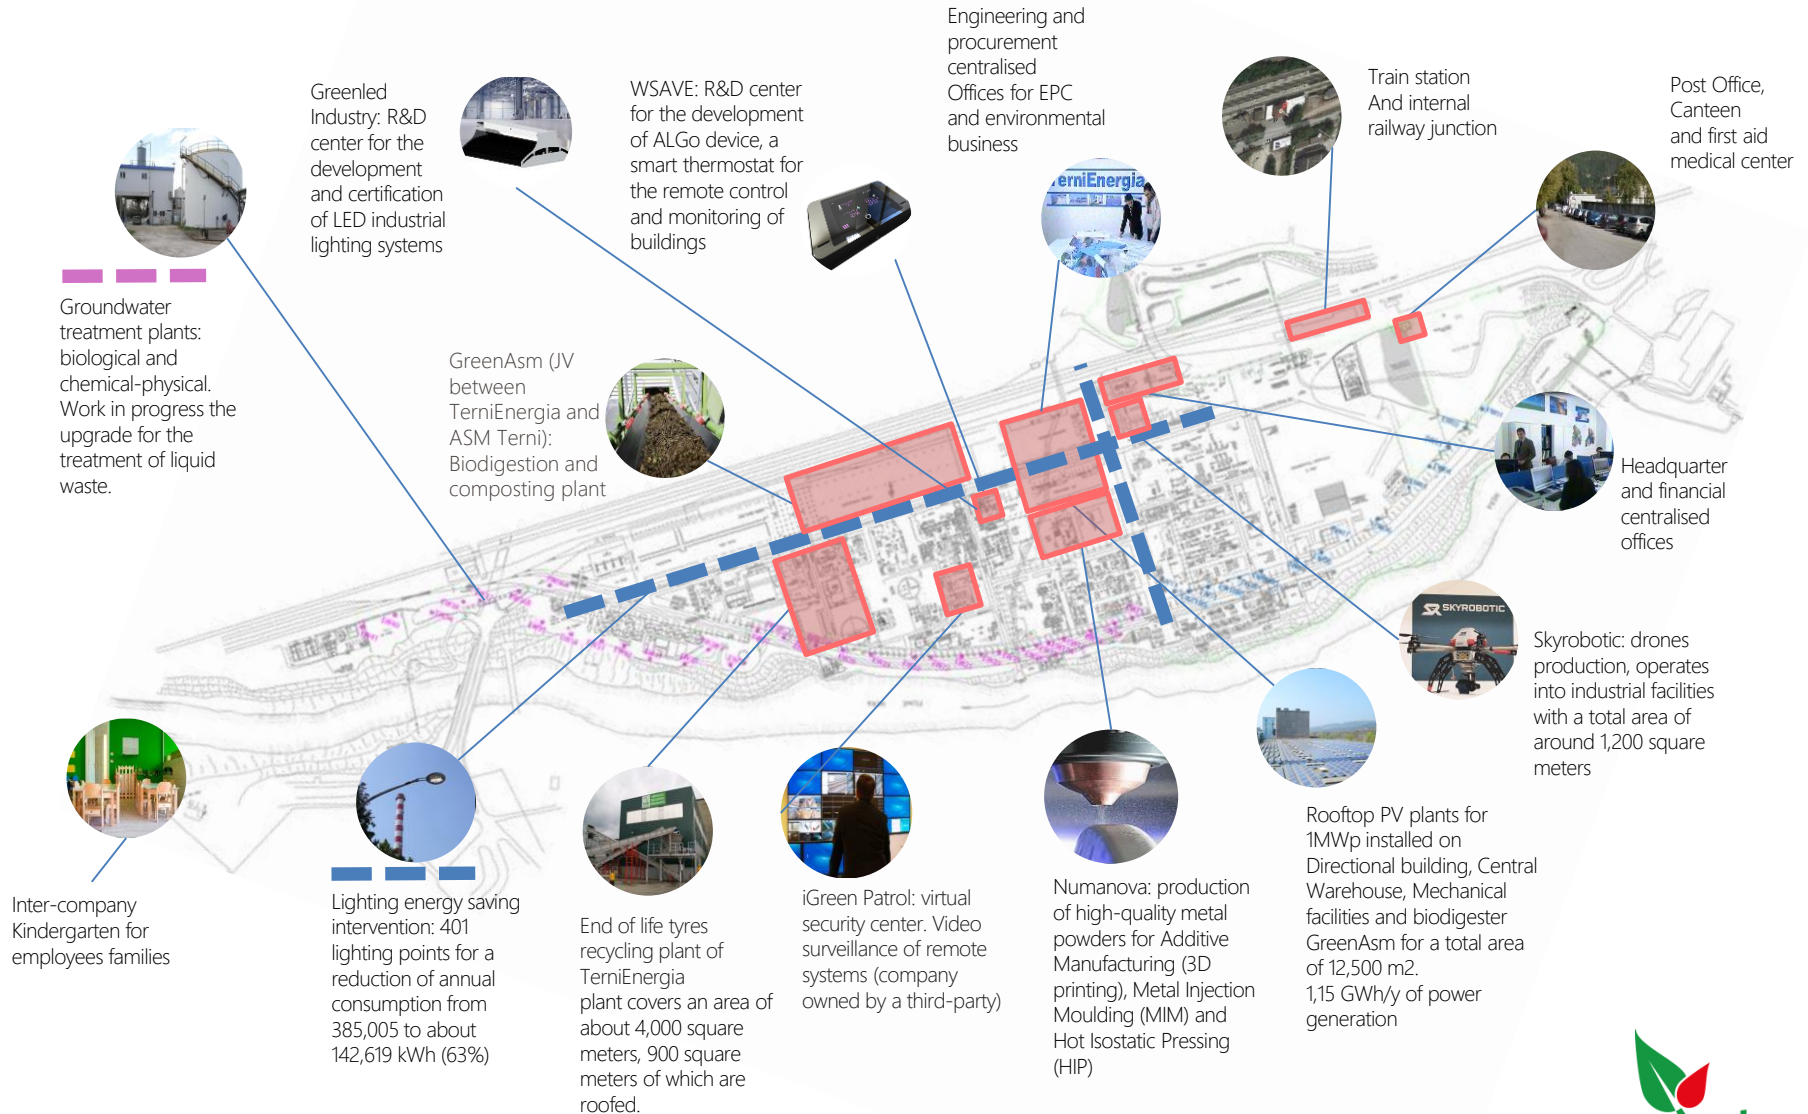 Engineering and
procurement
centralised
Offices for EPC
and environmental
business
Greenled
Industry: R&D
center for the
development
and certification
of LED industrial
lighting systems
WSAVE: R&D center
for the development
of ALGo device, a
smart thermostat for
the remote control
and monitoring of
buildings
Train station
And internal
railway junction
Post Office,
Canteen
and first aid
medical center
TerniEnergia
Groundwater
treatment plants:
biological and
chemical-physical.
Work in progress the
upgrade for the
treatment of liquid
waste.
GreenAsm (JV
between
TerniEnergia and
ASM Terni):
Biodigestion and
composting plant
Headquarter
and financial
centralised
offices
SKYROBOTIC
Skyrobotic: drones
production, operates
into industrial facilities
with a total area of
around 1,200 square
meters
Inter-company
Kindergarten for
employees families
Lighting energy saving
intervention: 401
lighting points for a
reduction of annual
consumption from
385,005 to about
142,619 kWh (63%)
End of life tyres
recycling plant of
TerniEnergia
plant covers an area of
about 4,000 square
meters, 900 square
meters of which are
roofed.
iGreen Patrol: virtual
security center. Video
surveillance of remote
systems (company
owned by a third-party)
Numanova: production
of high-quality metal
powders for Additive
Manufacturing (3D
printing), Metal Injection
Moulding (MIM) and
Hot Isostatic Pressing
(HIP)
Rooftop PV plants for
1MWp installed on
Directional building, Central
Warehouse, Mechanical
facilities and biodigester
GreenAsm for a total area
of 12,500 m2.
1,15 GWh/y of power
generation